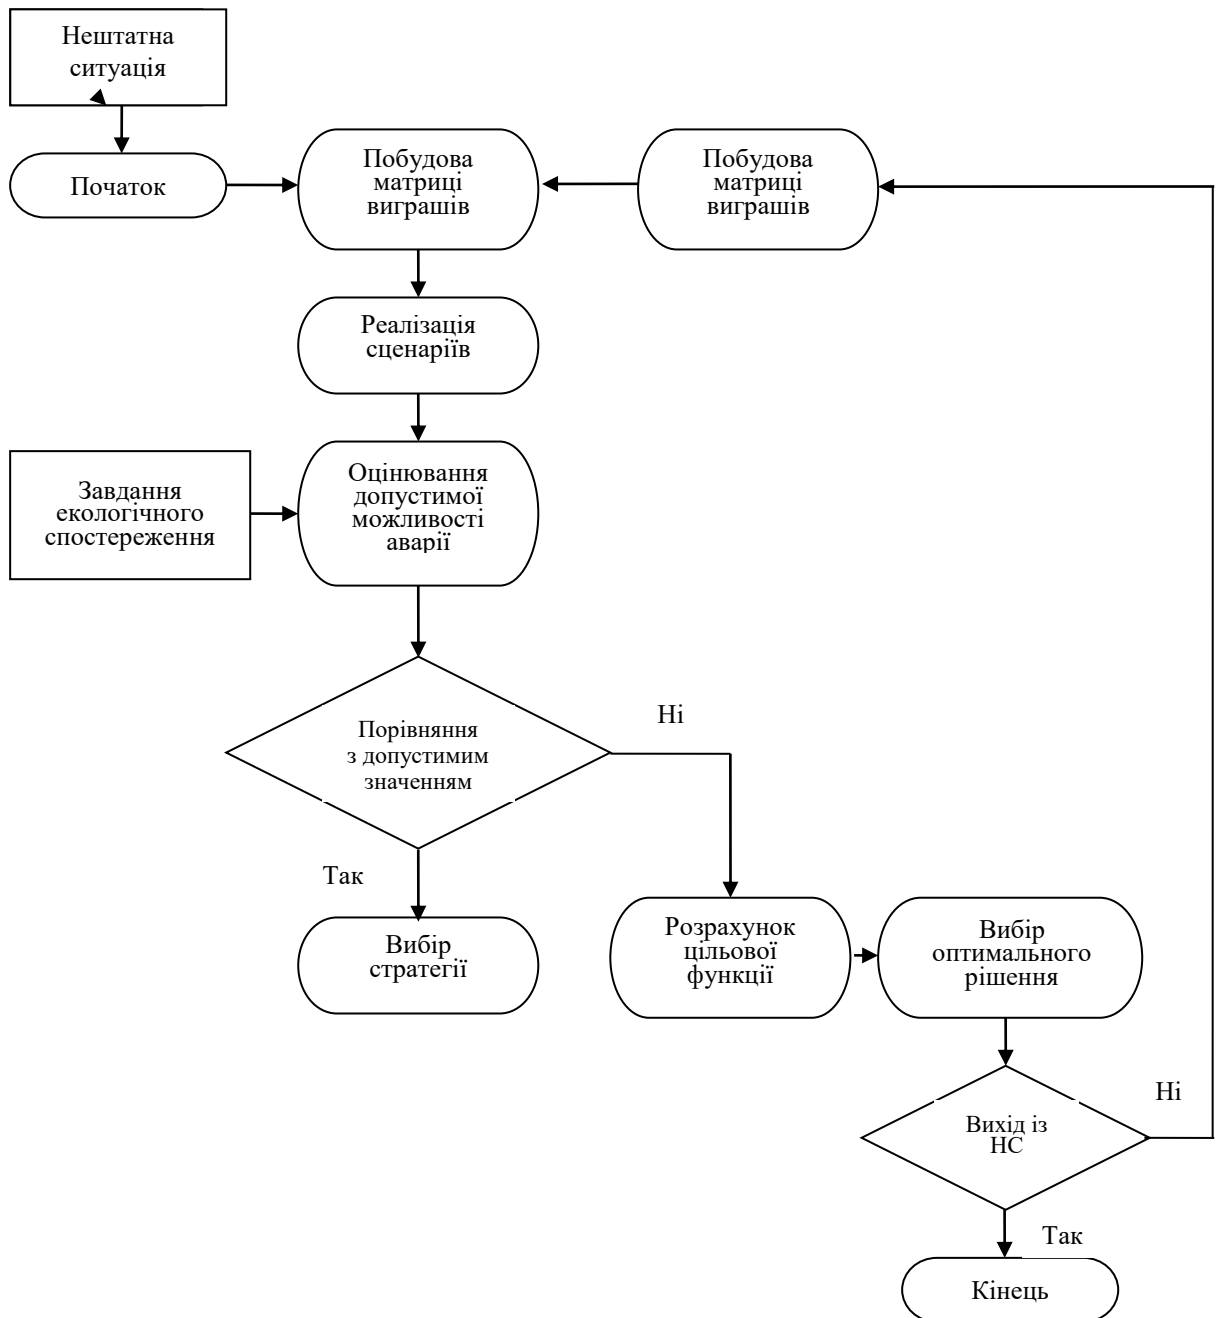 Нештатна
ситуація
Початок
Побудова
матриці
виграшів
Побудова
матриці
виграшів
Реалізація
сценаріїв
Завдання
екологічного
спостереження
Оцінювання
допустимої
можливості
аварії
Порівняння
з допустимим
значенням
Ні
Так
Вибір
стратегії
Розрахунок
цільової
функції
Вибір
оптимального
рішення
Вихід із
НС
Ні
Так
Кінець